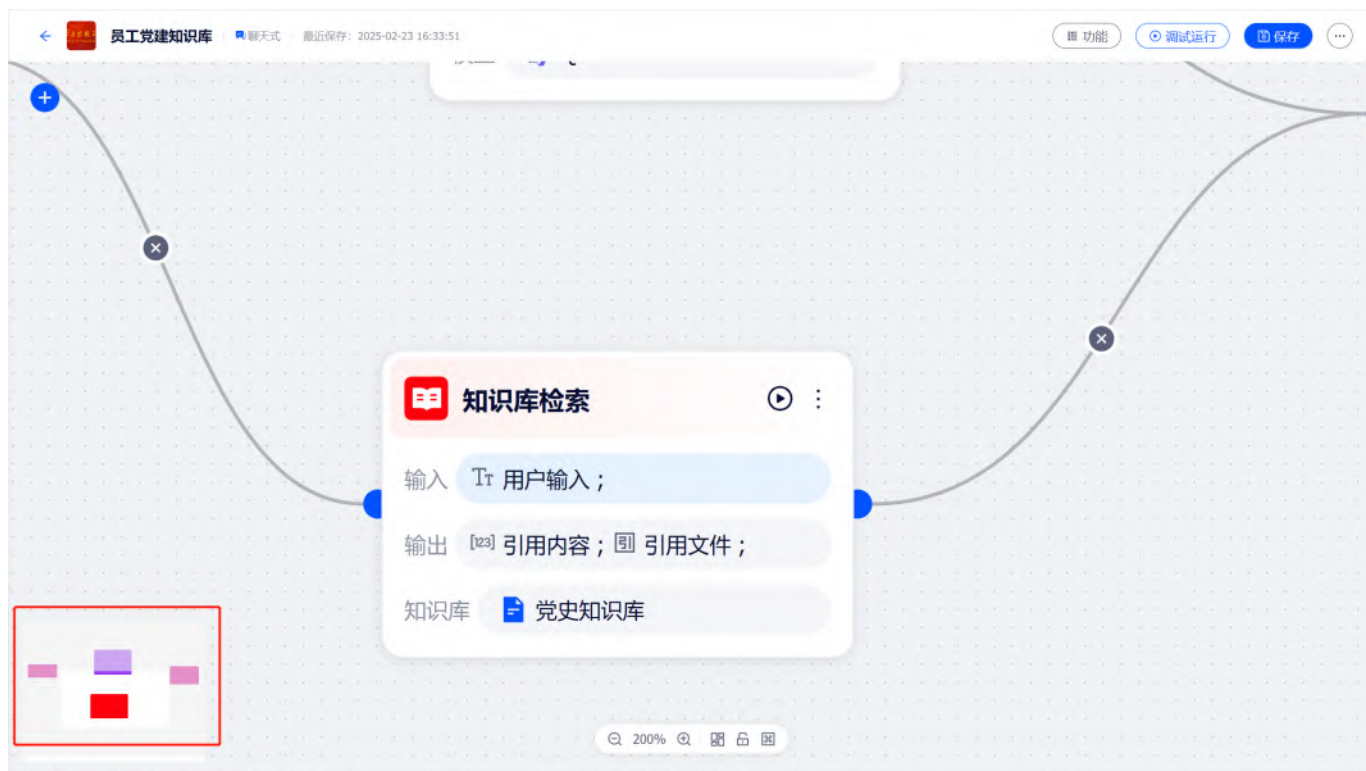 员工党建知识库 聊天式 最近保存：2025-02-23 16:33:51 功能 调试运行 保存
知识库检索
输入 Tт 用户输入；
输出 [123] 引用内容；引 引用文件；
知识库 党史知识库
200%